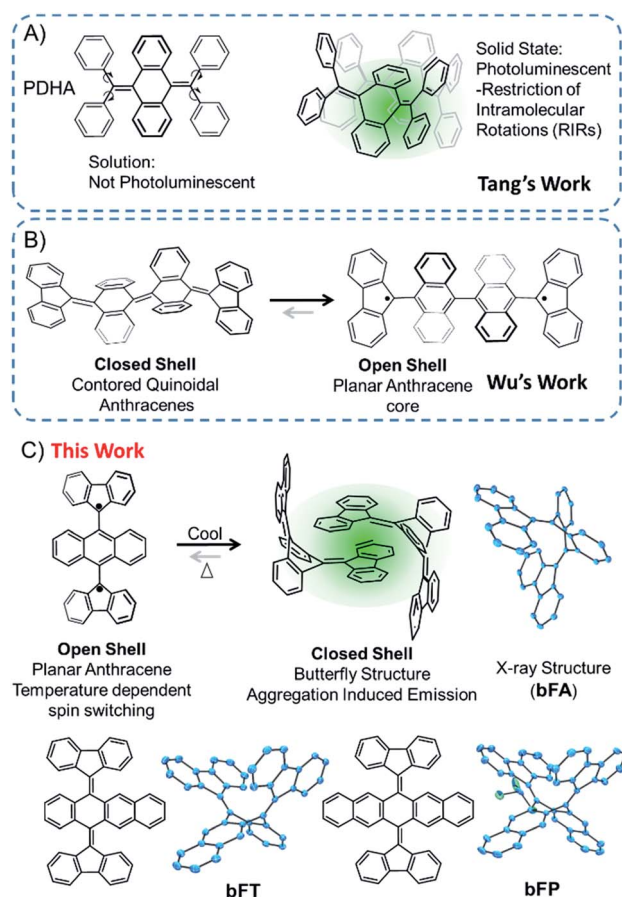 A)
PDHA
Solution:
Not Photoluminescent
Solid State:
Photoluminescent
-Restriction of
Intramolecular
Rotations (RIRs)
Tang's Work
B)
Closed Shell
Contored Quinoidal
Anthracenes
Open Shell
Planar Anthracene
core
Wu's Work
C) This Work
Cool
Δ
Open Shell
Planar Anthracene
Temperature dependent
spin switching
Closed Shell
Butterfly Structure
Aggregation Induced Emission
X-ray Structure
(bFA)
bFT
bFP